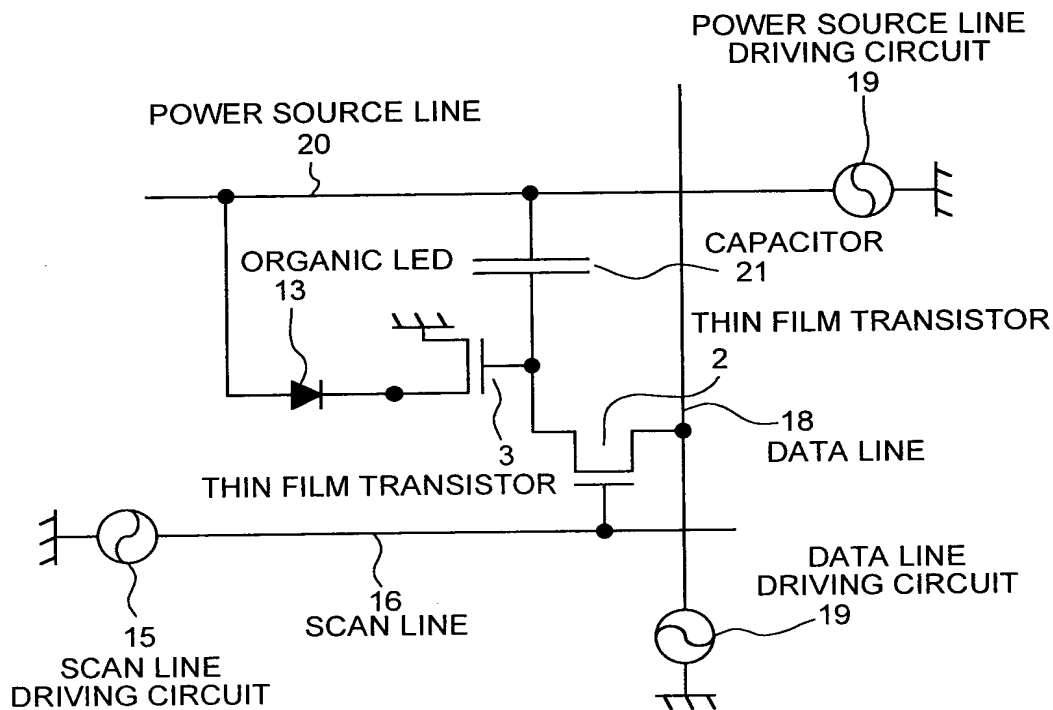 POWER SOURCE LINE
DRIVING CIRCUIT
19
POWER SOURCE LINE
20
ORGANIC LED
13
CAPACITOR
21
THIN FILM TRANSISTOR
2
3
THIN FILM TRANSISTOR
18
DATA LINE
16
SCAN LINE
15
SCAN LINE
DRIVING CIRCUIT
DATA LINE
DRIVING CIRCUIT
19